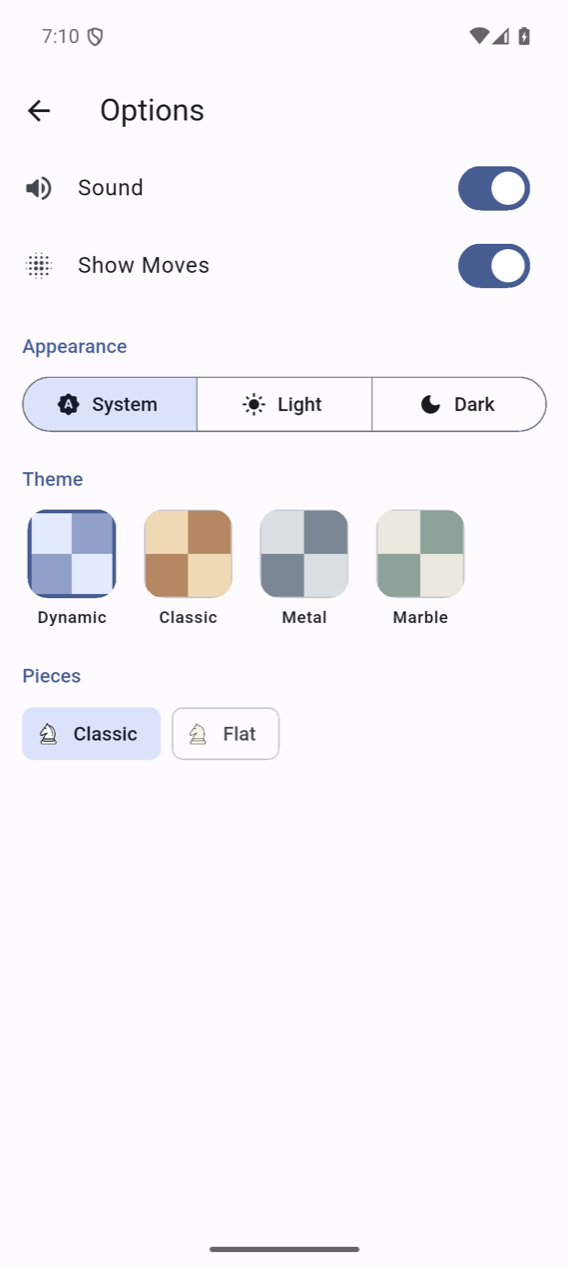 7:10
Options
Sound
Show Moves
Appearance
System Light Dark
Theme
Dynamic Classic Metal Marble
Pieces
Classic Flat